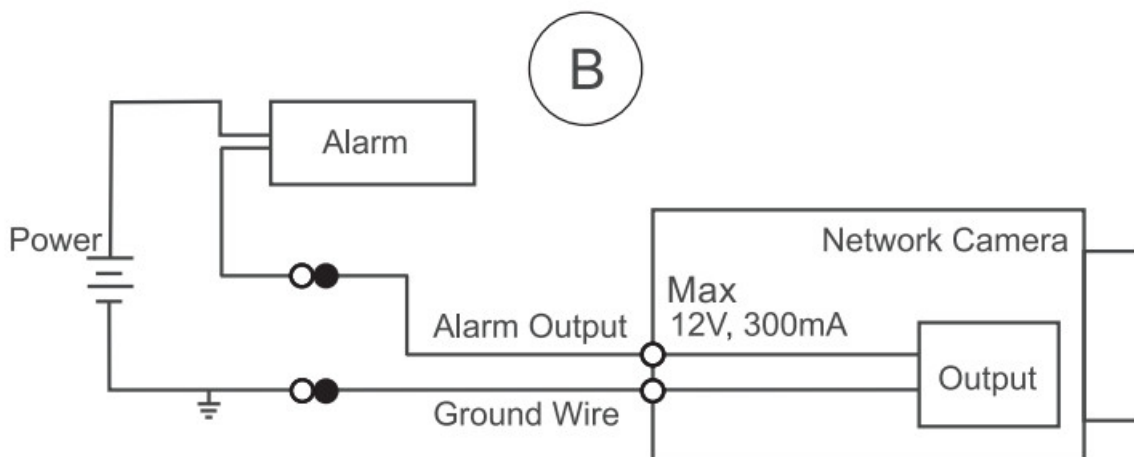 B
Alarm
Power
Network Camera
Max
12V, 300mA
Alarm Output
Output
Ground Wire